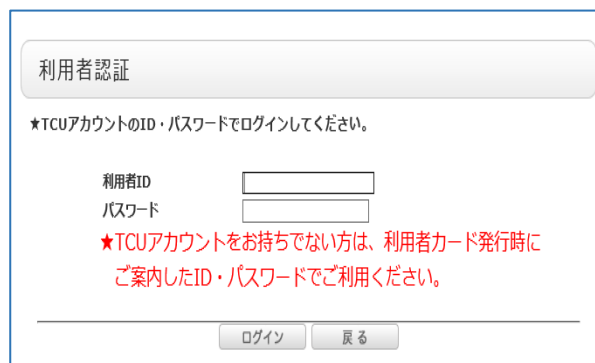 利用者認証
★TCUアカウントのID・パスワードでログインしてください。
利用者ID
パスワード
★TCUアカウントをお持ちでない方は、利用者カード発行時に
ご案内したID・パスワードでご利用ください。
ログイン 戻る